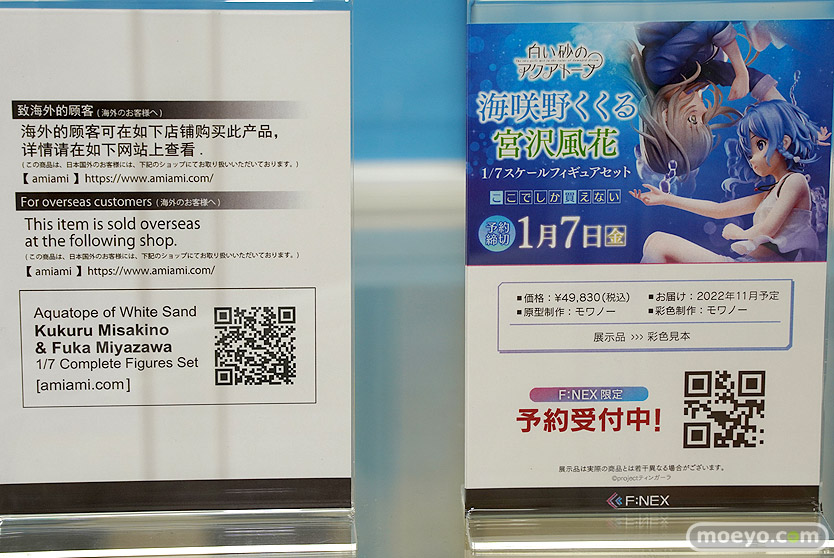 致海外的顾客 (海外のお客様へ)
海外的顾客可在如下店铺购买此产品，
详情请在如下网站上查看．
(この商品は、日本国外のお客様には、下記のショップにてお取り扱いいただいております。)
【 amiami 】https://www.amiami.com/
For overseas customers (海外のお客様へ)
This item is sold overseas
at the following shop.
(この商品は、日本国外のお客様には、下記のショップにてお取り扱いいただいております。)
【 amiami 】https://www.amiami.com/
Aquatope of White Sand
Kukuru Misakino
& Fuka Miyazawa
1/7 Complete Figures Set
[amiami.com]
白い砂の
アクアトープ
海咲野くくる
宮沢風花
1/7スケールフィギュアセット
ここでしか買えない
予約締切 1月7日金
■価格：¥49,830(税込) ■お届け：2022年11月予定
■原型制作：モワノー ■彩色制作：モワノー
展示品 >>> 彩色見本
F:NEX 限定
予約受付中!
展示品は実際の商品とは若干異なる場合がございます。
©projectティンガーラ
F:NEX
moeyo.com